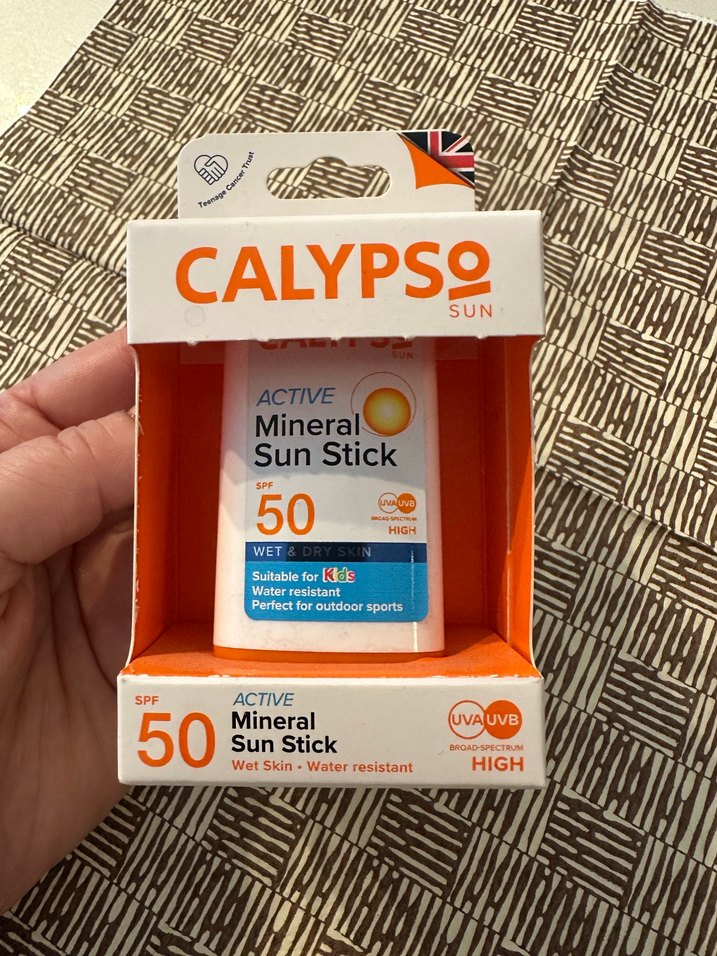 Teenage Cancer Trust
CALYPSO
SUN
CALYPSO
SUN
ACTIVE
Mineral
Sun Stick
SPF
50
UVA UVB
BROAD-SPECTRUM
HIGH
WET & DRY SKIN
Suitable for Kids
Water resistant
Perfect for outdoor sports
SPF
50
ACTIVE
Mineral
Sun Stick
Wet Skin • Water resistant
UVA UVB
BROAD-SPECTRUM
HIGH